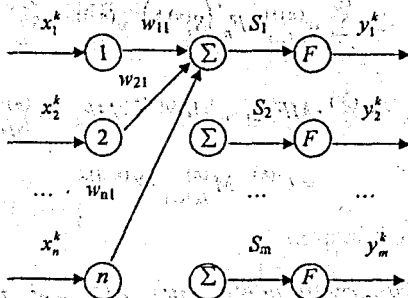 x₁ᵏ w₁₁ S₁ y₁ᵏ
1 Σ F
w₂₁
x₂ᵏ S₂ y₂ᵏ
2 Σ F
... wₙ₁ ... ...
xₙᵏ Sₘ yₘᵏ
n Σ F